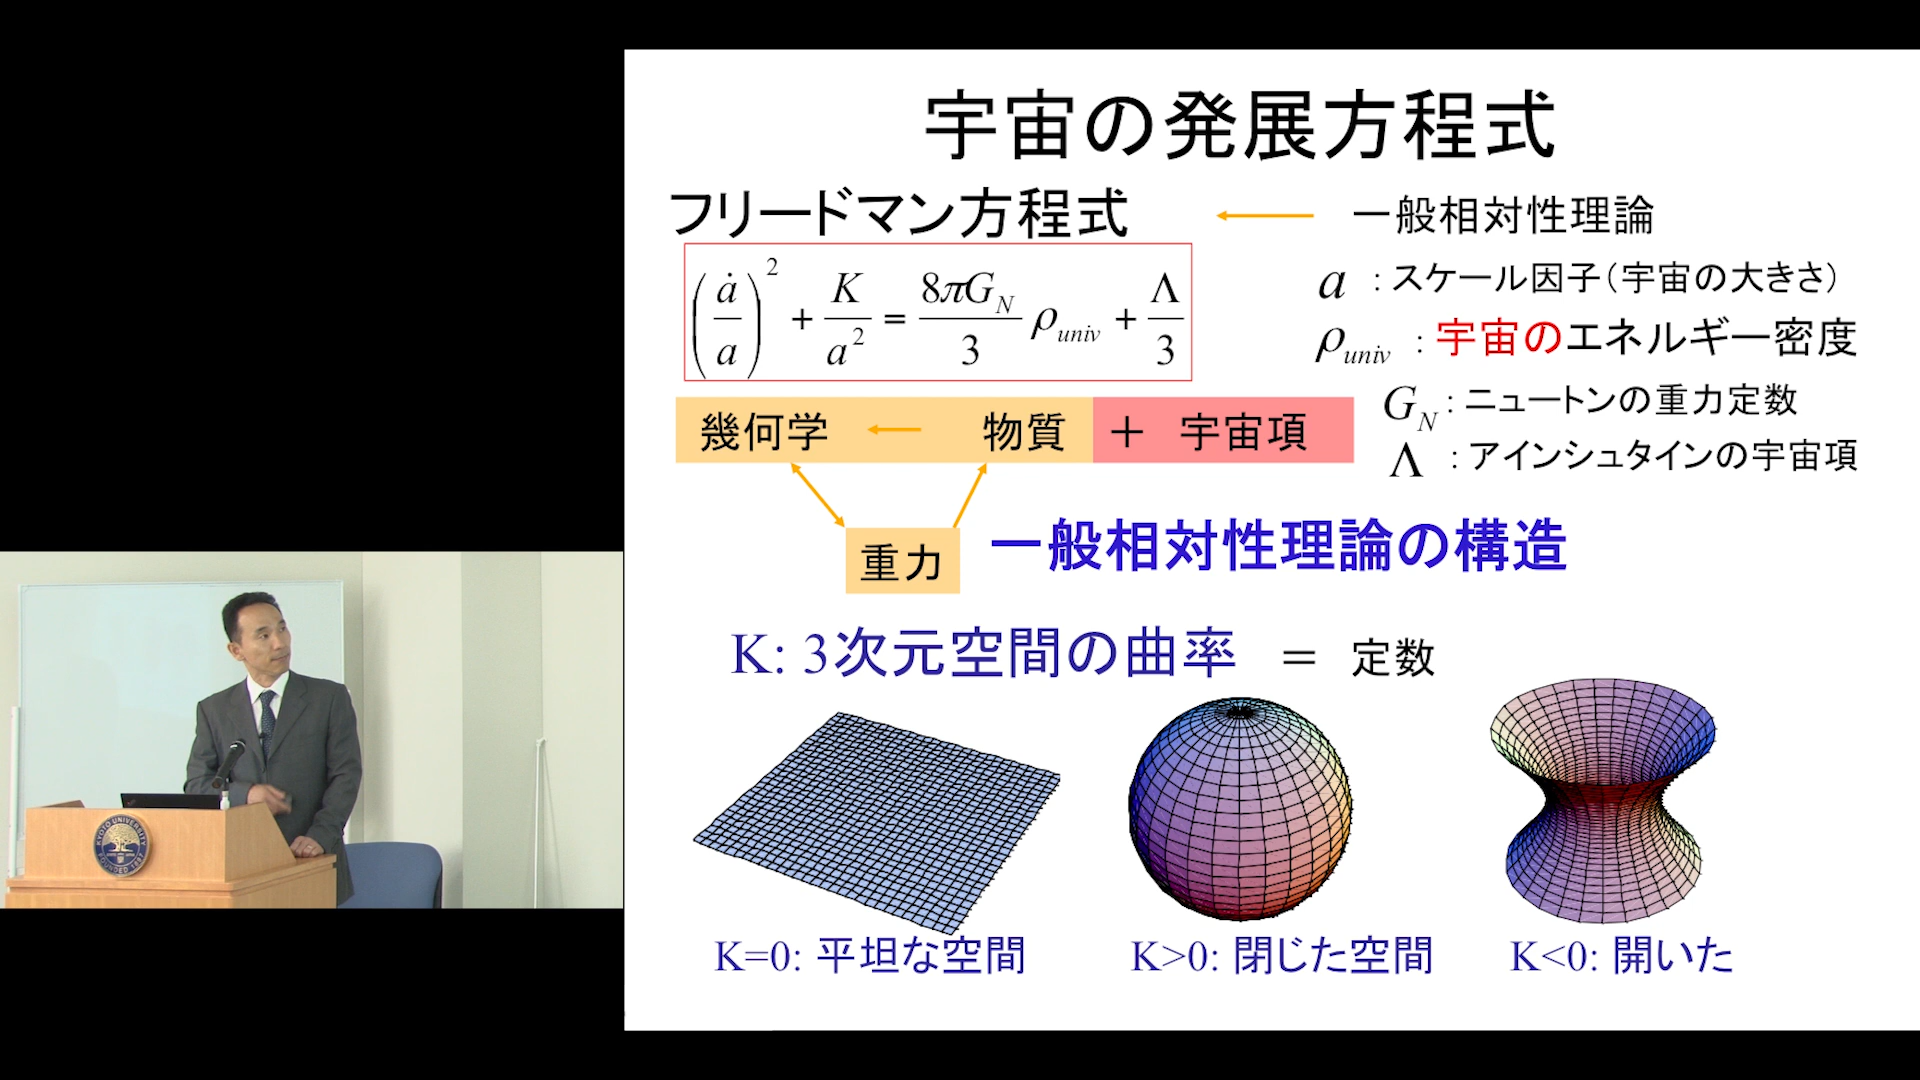 宇宙の発展方程式
フリードマン方程式 ← 一般相対性理論
(ȧ/a)² + K/a² = 8πG_N/3 ρ_univ + Λ/3
a : スケール因子(宇宙の大きさ)
ρ_univ : 宇宙のエネルギー密度
G_N : ニュートンの重力定数
Λ : アインシュタインの宇宙項
幾何学 ← 物質 + 宇宙項
重力
一般相対性理論の構造
K: 3次元空間の曲率 = 定数
K=0: 平坦な空間
K>0: 閉じた空間
K<0: 開いた
KYOTO UNIVERSITY
FOUNDED 1897